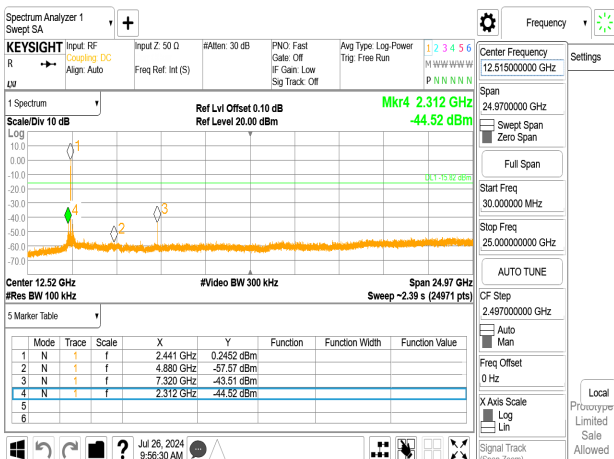 Spectrum Analyzer 1
Swept SA
Frequency
KEYSIGHT
R
LXI
Input: RF
Coupling: DC
Align: Auto
Input Z: 50 Ω
Freq Ref: Int (S)
#Atten: 30 dB
PNO: Fast
Gate: Off
IF Gain: Low
Sig Track: Off
Avg Type: Log-Power
Trig: Free Run
1 2 3 4 5 6
M W W W W W
P N N N N N
Center Frequency
12.515000000 GHz
Settings
1 Spectrum
Scale/Div 10 dB
Ref Lvl Offset 0.10 dB
Ref Level 20.00 dBm
Mkr4 2.312 GHz
-44.52 dBm
Span
24.9700000 GHz
Swept Span
Zero Span
Full Span
Start Freq
30.000000 MHz
Stop Freq
25.000000000 GHz
AUTO TUNE
CF Step
2.497000000 GHz
Auto
Man
Freq Offset
0 Hz
X Axis Scale
Log
Lin
Signal Track
(Span Zoom)
Local
Prototype
Limited
Sale
Allowed
Log
10.0
0.00
-10.0
-20.0
-30.0
-40.0
-50.0
-60.0
-70.0
1
4
2
3
Center 12.52 GHz
#Res BW 100 kHz
#Video BW 300 kHz
Span 24.97 GHz
Sweep ~2.39 s (24971 pts)
5 Marker Table
Mode Trace Scale X Y Function Function Width Function Value
1 N 1 f 2.441 GHz 0.2452 dBm
2 N 1 f 4.880 GHz -57.57 dBm
3 N 1 f 7.320 GHz -43.51 dBm
4 N 1 f 2.312 GHz -44.52 dBm
5
6
?
Jul 26, 2024
9:56:30 AM